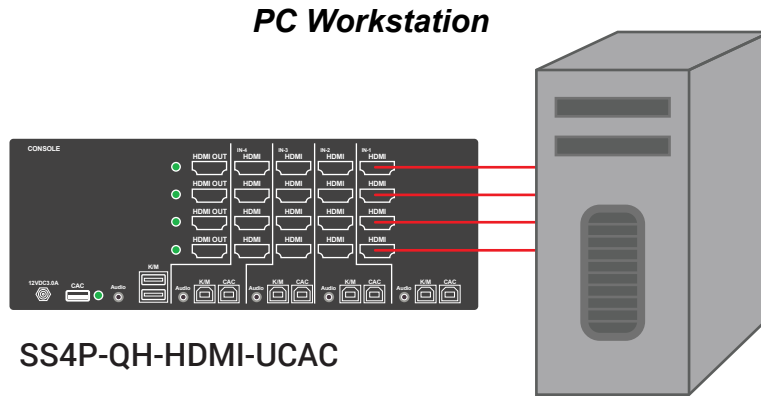 PC Workstation
CONSOLE
IN-4 IN-3 IN-2 IN-1
HDMI OUT HDMI HDMI HDMI HDMI
HDMI OUT HDMI HDMI HDMI HDMI
HDMI OUT HDMI HDMI HDMI HDMI
HDMI OUT HDMI HDMI HDMI HDMI
K/M
12VDC3.0A CAC Audio Audio K/M CAC Audio K/M CAC Audio K/M CAC Audio K/M CAC
SS4P-QH-HDMI-UCAC